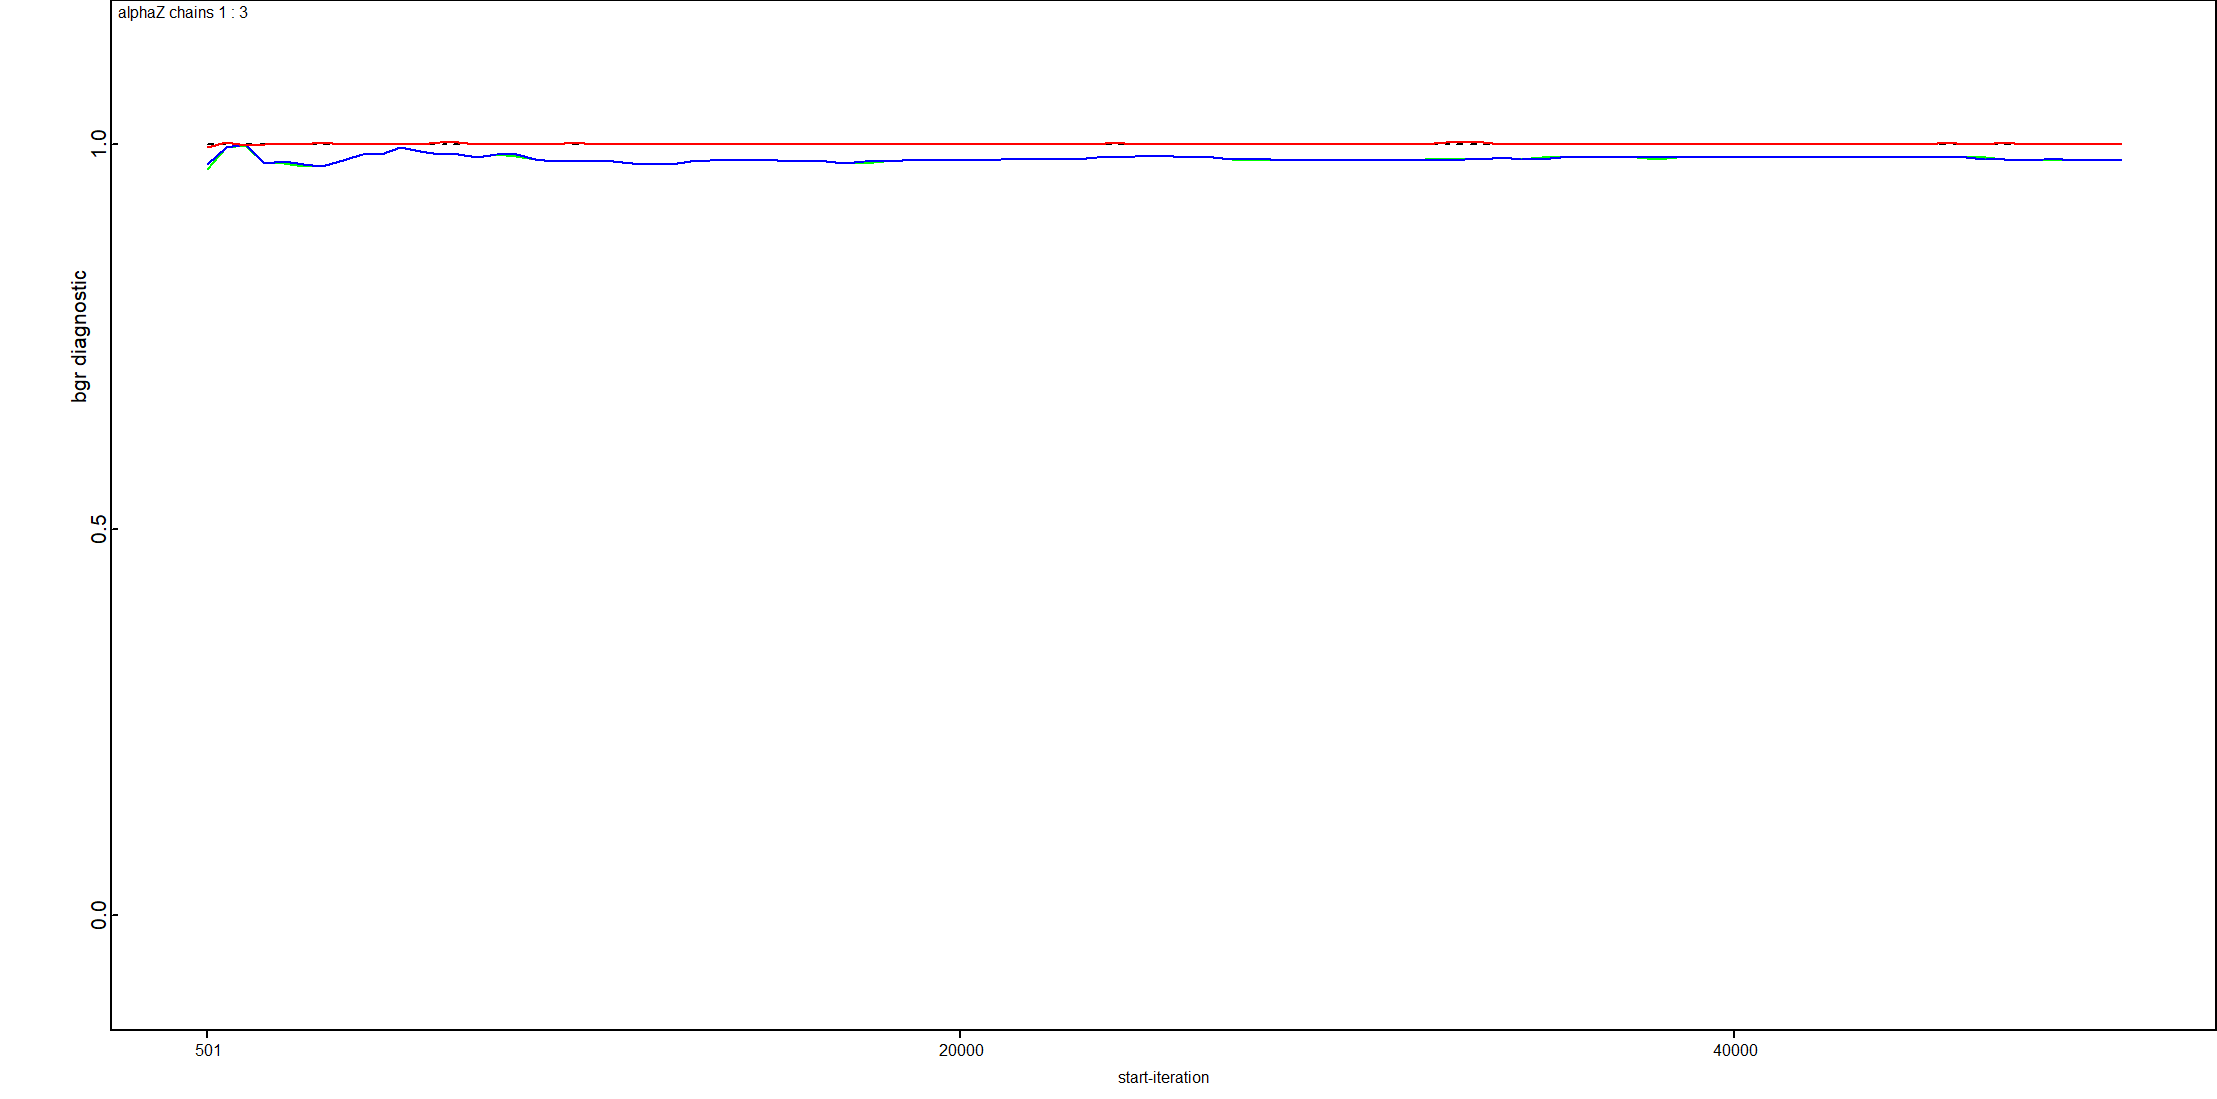 alphaZ chains 1 : 3
bgr diagnostic
1.0
0.5
0.0
501
20000
40000
start-iteration